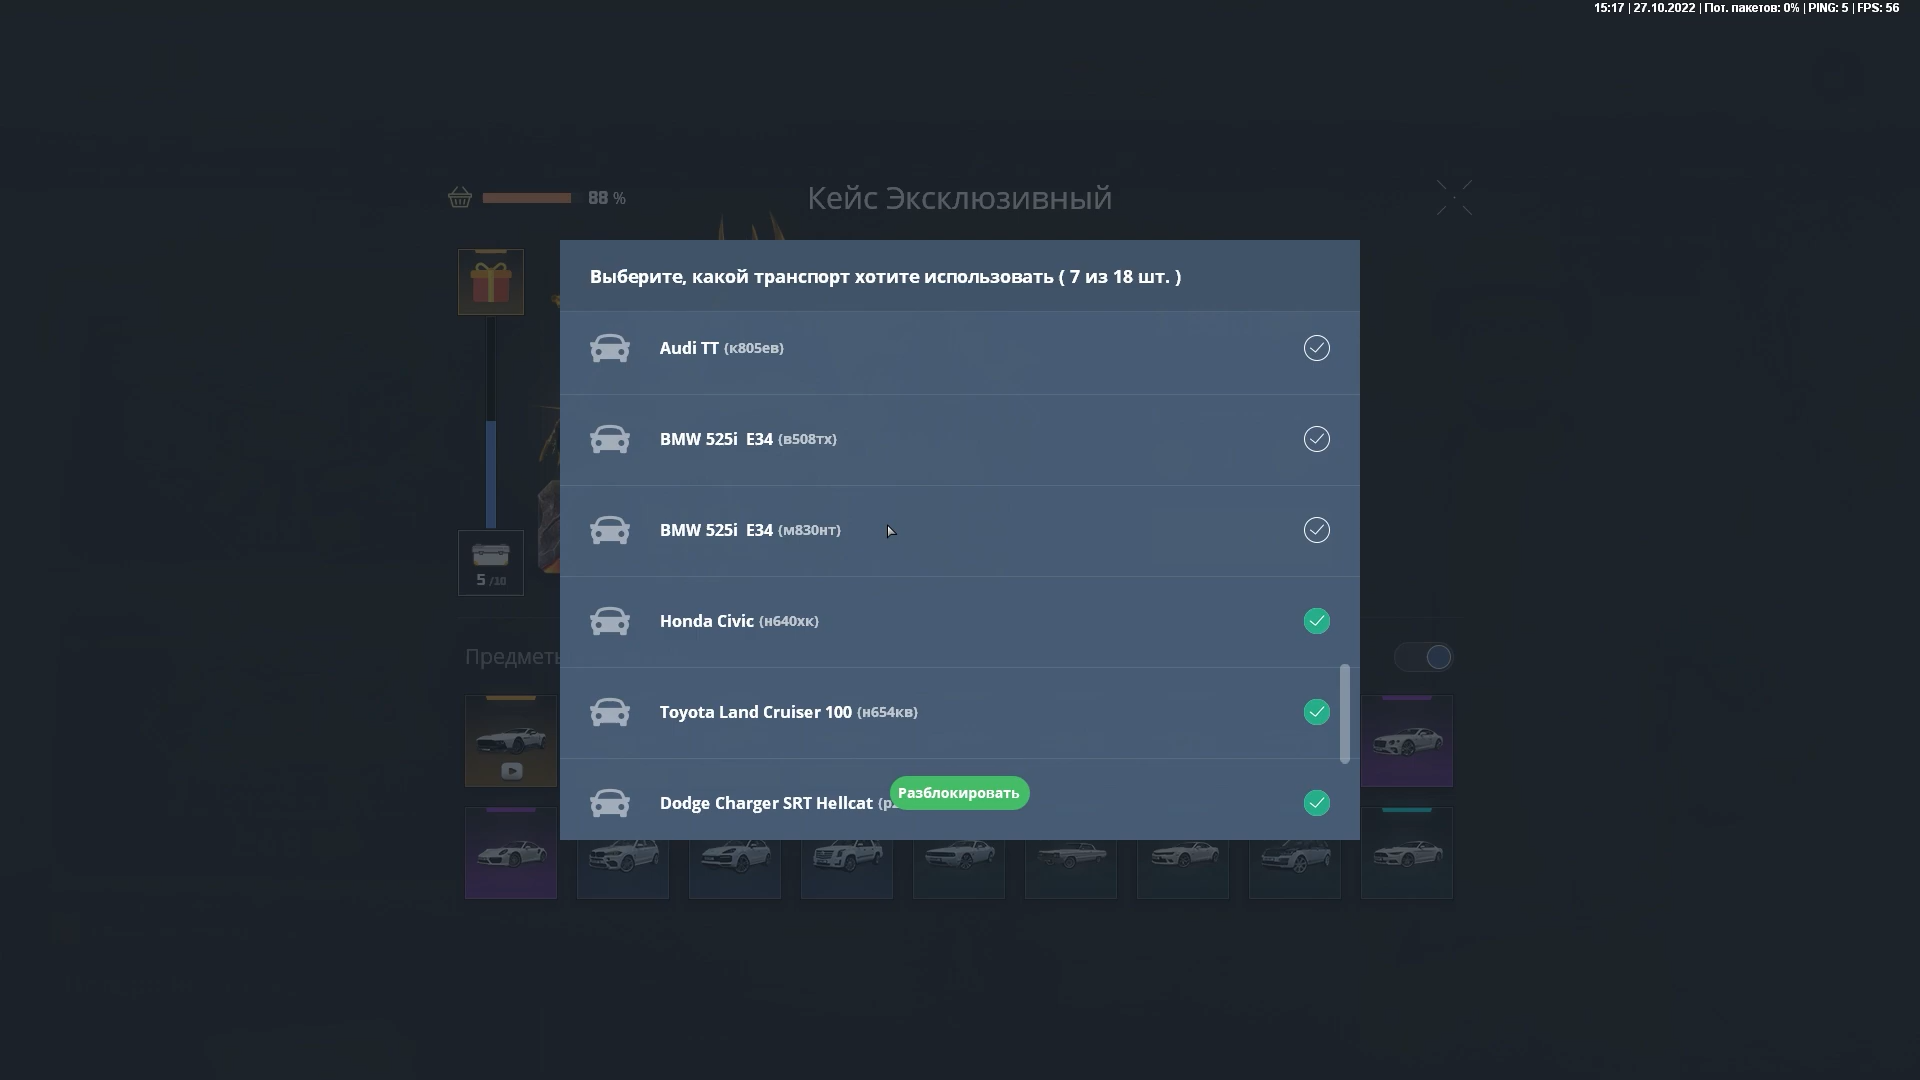 15:17 | 27.10.2022 | Пот. пакетов: 0% | PING: 5 | FPS: 56
88 %
Кейс Эксклюзивный
Выберите, какой транспорт хотите использовать ( 7 из 18 шт. )
Audi TT (к805ев)
BMW 525i E34 (в508тх)
BMW 525i E34 (м830нт)
5 /10
Honda Civic (н640хк)
Предметы
Toyota Land Cruiser 100 (н654кв)
Разблокировать
Dodge Charger SRT Hellcat